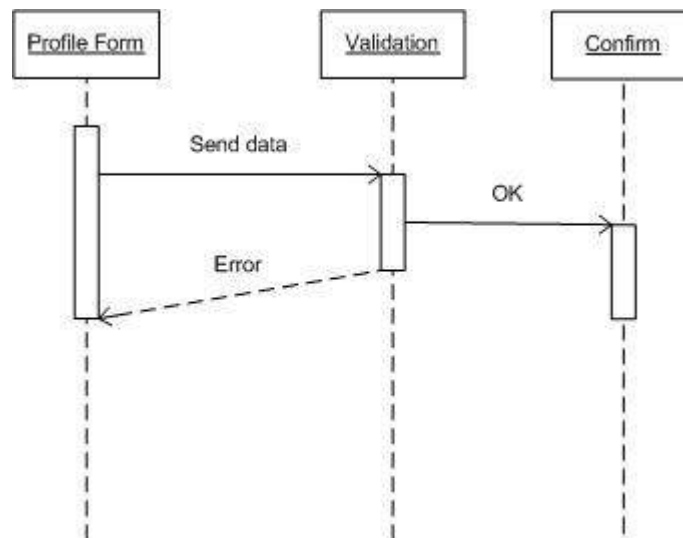 Profile Form
Validation
Confirm
Send data
OK
Error